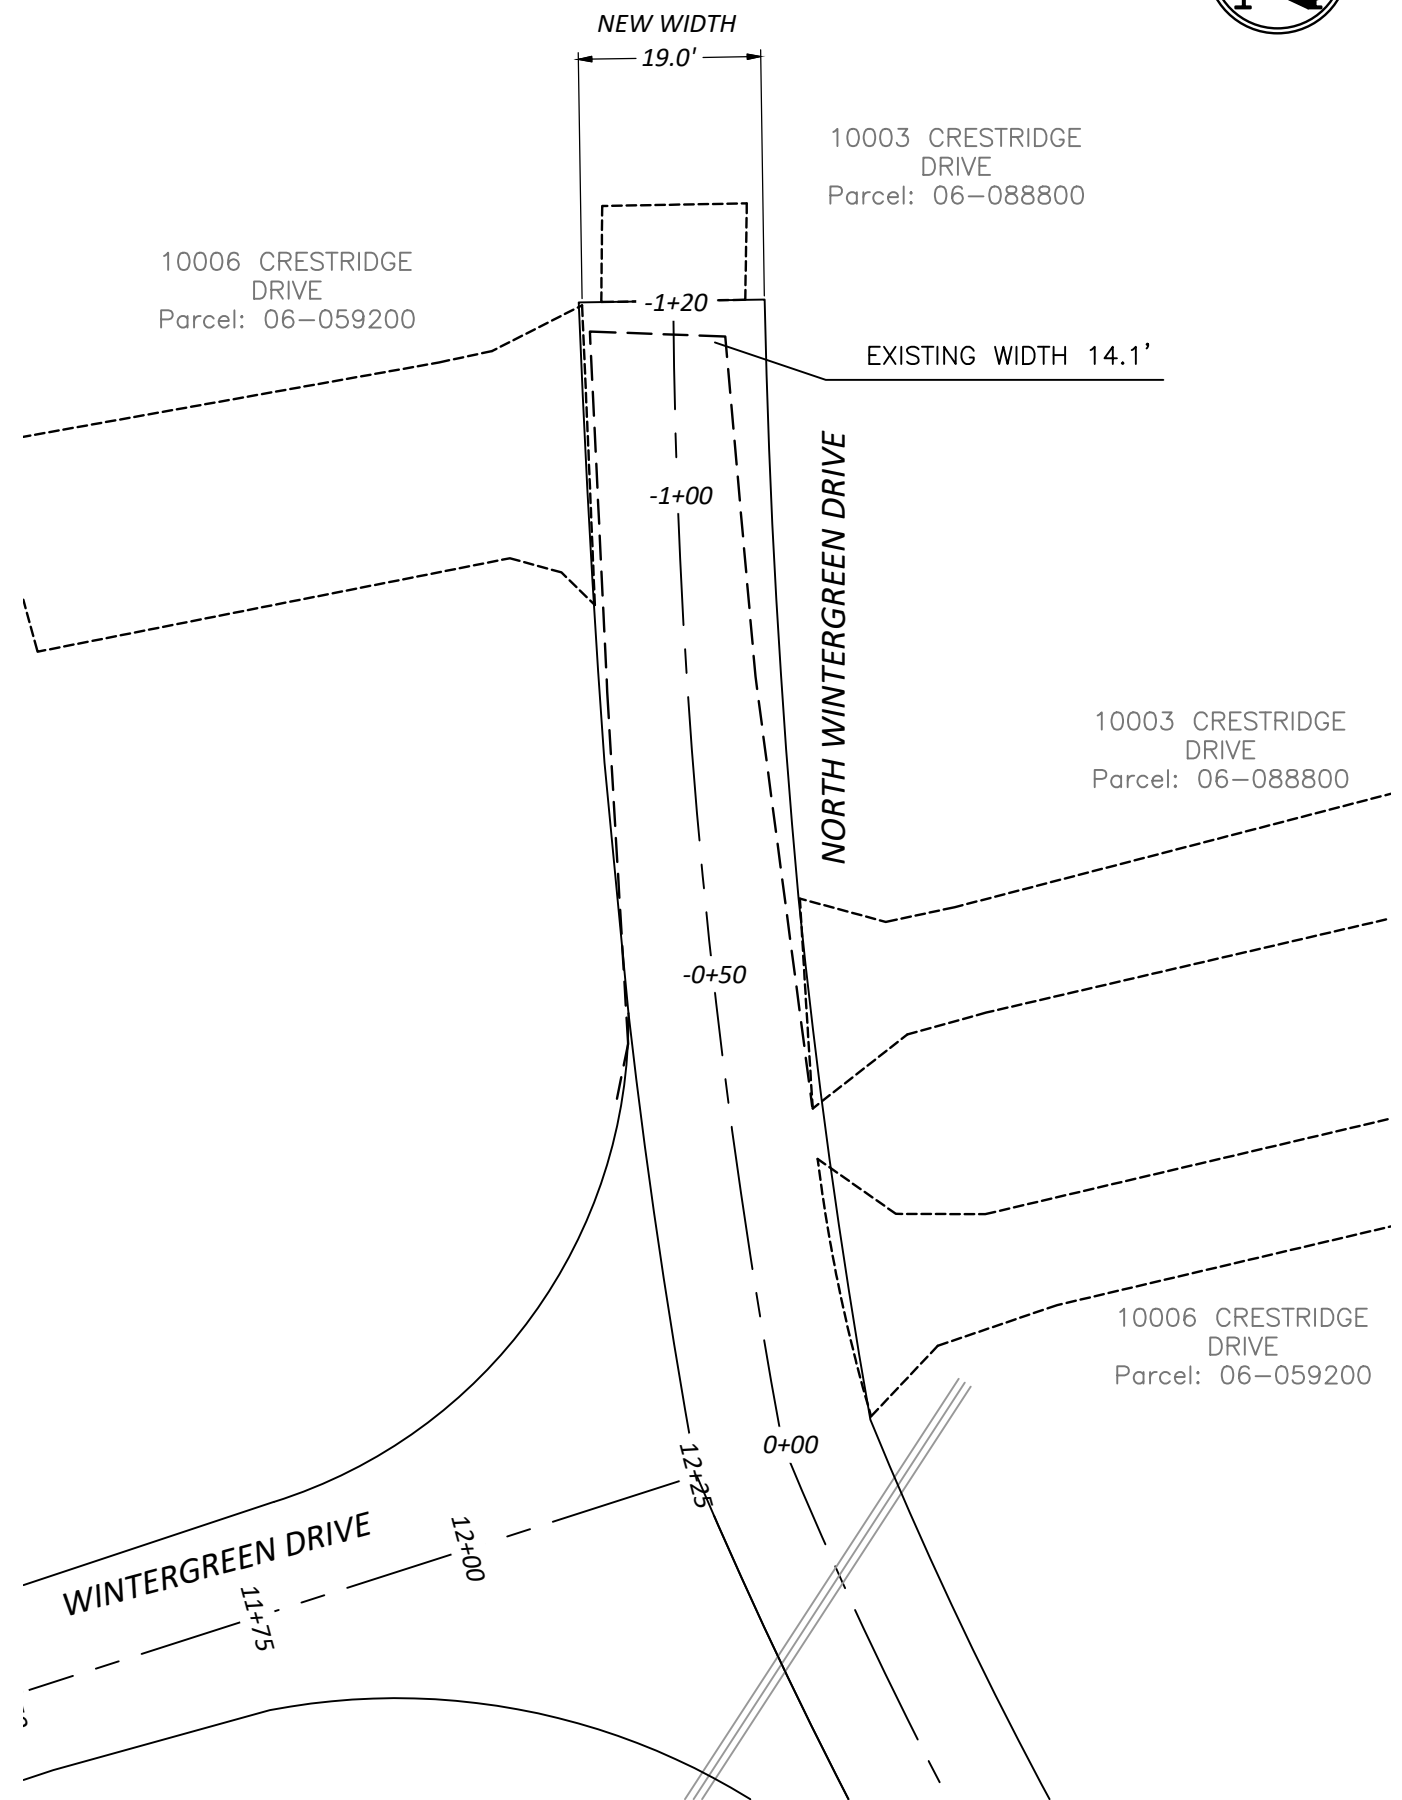 NEW WIDTH
19.0'
10003 CRESTRIDGE
DRIVE
Parcel: 06-088800
10006 CRESTRIDGE
DRIVE
Parcel: 06-059200
-1+20
EXISTING WIDTH 14.1'
-1+00
NORTH WINTERGREEN DRIVE
10003 CRESTRIDGE
DRIVE
Parcel: 06-088800
-0+50
10006 CRESTRIDGE
DRIVE
Parcel: 06-059200
0+00
12+25
12+00
WINTERGREEN DRIVE
11+75